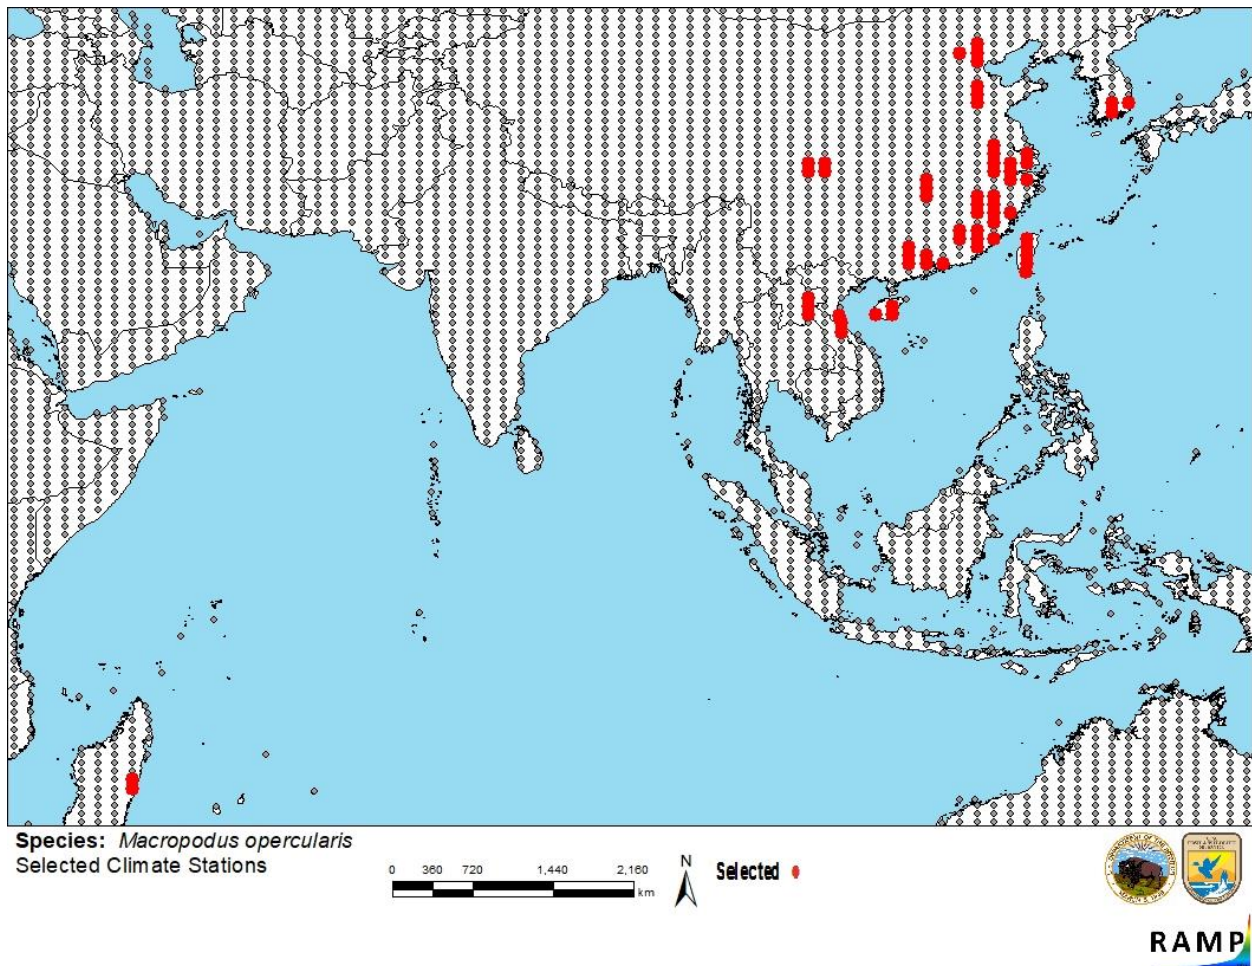 Species: Macropodus opercularis
Selected Climate Stations
0 360 720 1,440 2,160
km
N
Selected
RAMP